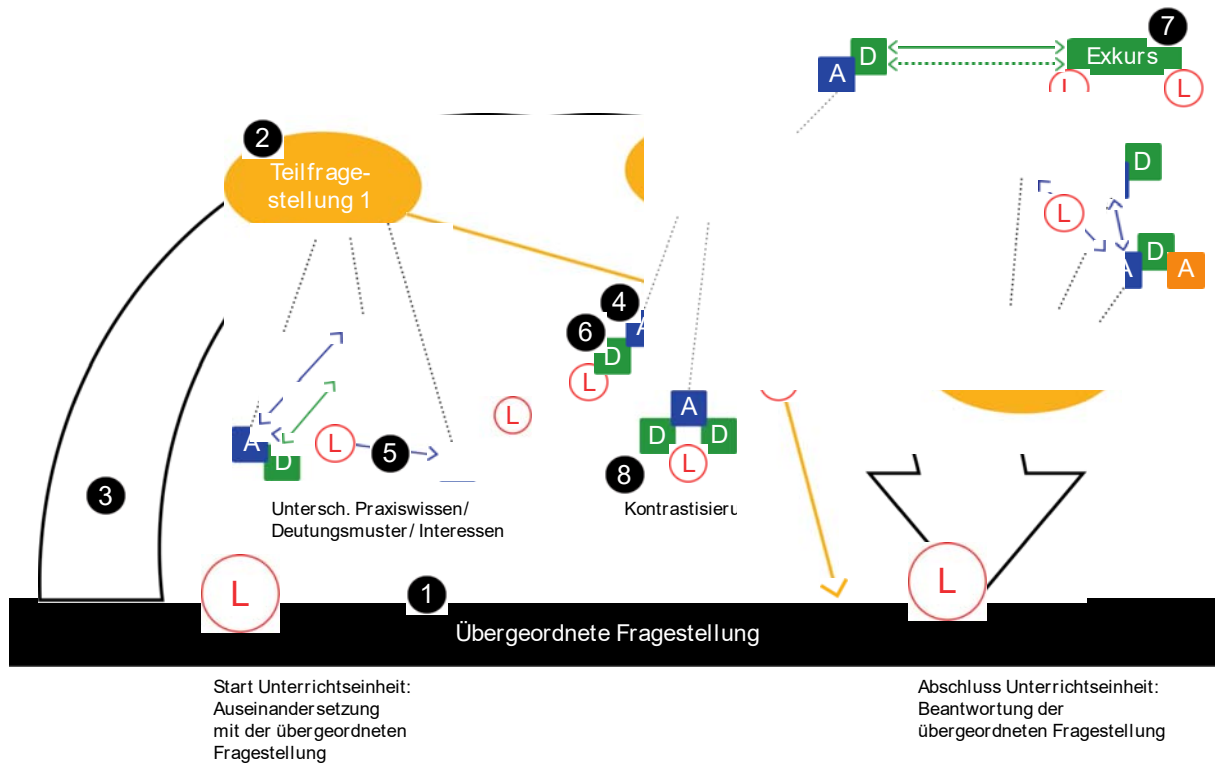 7
D
Exkurs
A
L
L
2
Teilfrage-
stellung 1
D
L
D
A
A
4
6
A
D
L
A
L
D
D
L
A
L
5
D
8
3
Untersch. Praxiswissen/
Deutungsmuster/ Interessen
Kontrastisieru
L
L
1
Übergeordnete Fragestellung
Start Unterrichtseinheit:
Auseinandersetzung
mit der übergeordneten
Fragestellung
Abschluss Unterrichtseinheit:
Beantwortung der
übergeordneten Fragestellung